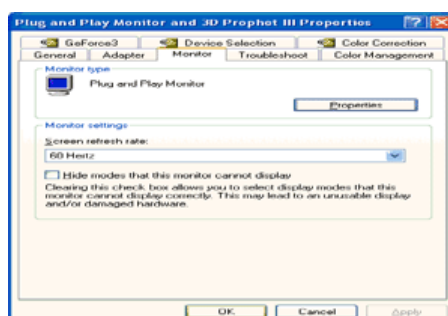 Plug and Play Monitor and 3D Prophet III Properties
GeForce3 Device Selection Color Correction
General Adapter Monitor Troubleshoot Color Management
Monitor type
Plug and Play Monitor
Properties
Monitor settings
Screen refresh rate:
60 Hertz
Hide modes that this monitor cannot display
Clearing this check box allows you to select display modes that this
monitor cannot display correctly. This may lead to an unusable display
and/or damaged hardware.
OK Cancel Apply